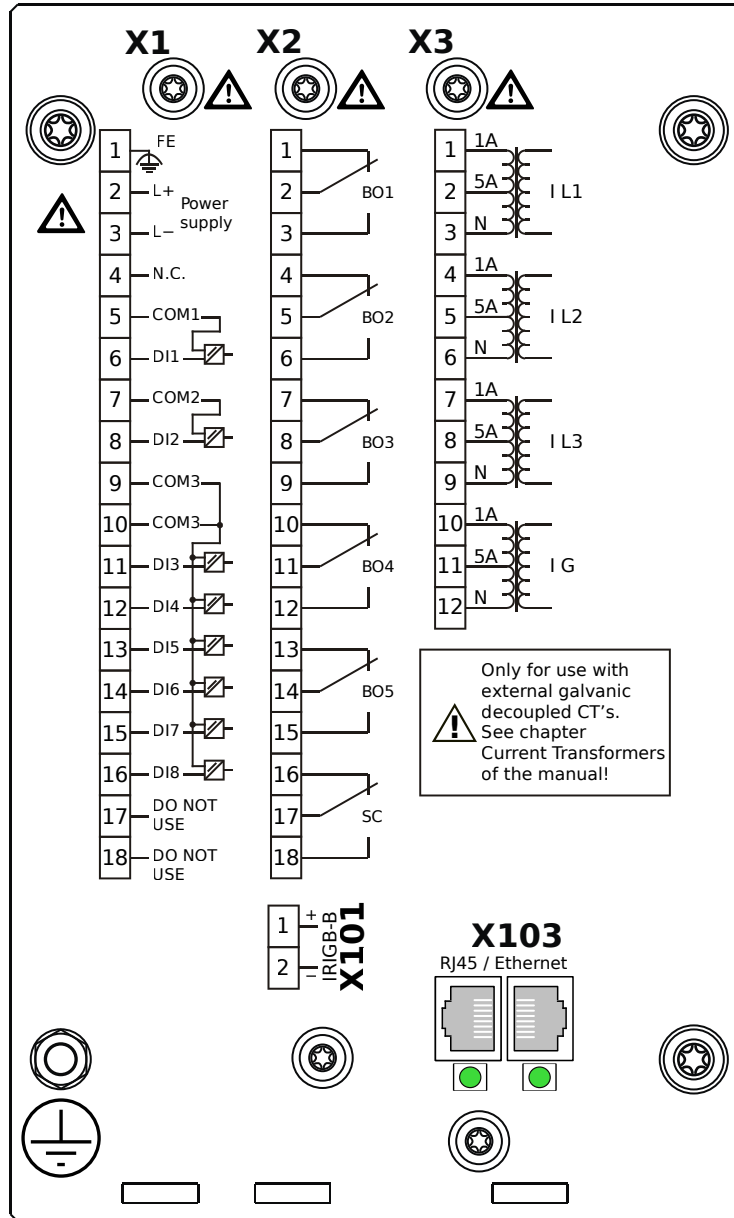 X1
X2
X3
1 FE
2 L+
Power
supply
3 L−
4 N.C.
5 COM1
6 DI1
7 COM2
8 DI2
9 COM3
10 COM3
11 DI3
12 DI4
13 DI5
14 DI6
15 DI7
16 DI8
17 DO NOT
USE
18 DO NOT
USE
1
2 BO1
3
4
5 BO2
6
7
8 BO3
9
10
11 BO4
12
13
14 BO5
15
16
17 SC
18
1 1A
2 5A I L1
3 N
4 1A
5 5A I L2
6 N
7 1A
8 5A I L3
9 N
10 1A
11 5A I G
12 N
Only for use with
external galvanic
decoupled CT’s.
See chapter
Current Transformers
of the manual!
1 +
2 −
IRIGB-B
X101
X103
RJ45 / Ethernet